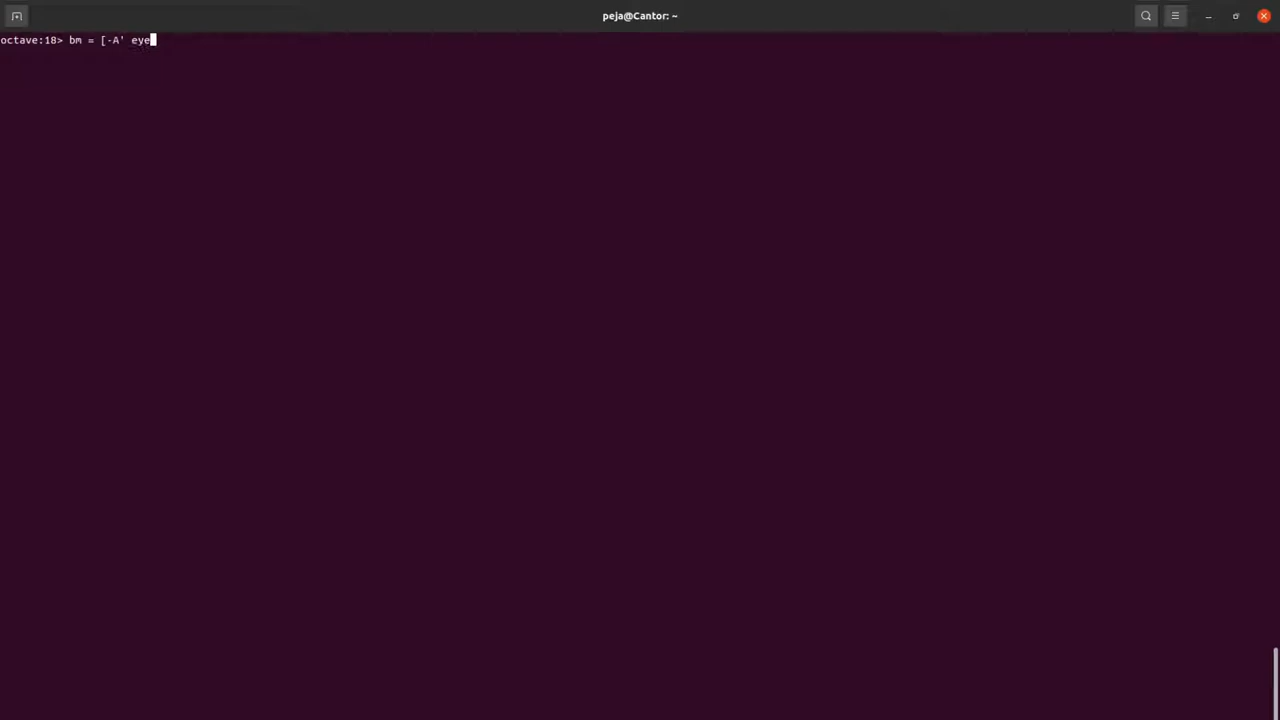 peja@Cantor: ~
octave:18> bm = [-A' eye